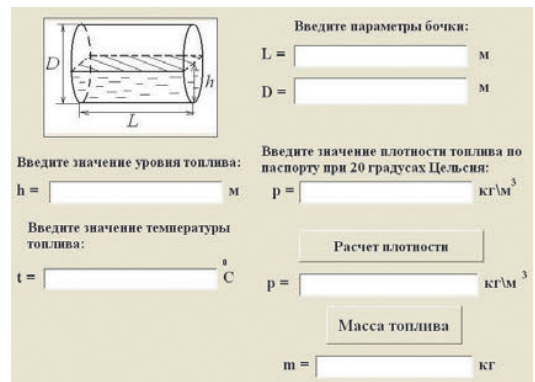 Введите параметры бочки:
L = м
D = м
D
h
L
Введите значение уровня топлива:
h = м
Введите значение плотности топлива по
паспорту при 20 градусах Цельсия:
p = кг\м³
Введите значение температуры
топлива:
t = ⁰C
Расчет плотности
p = кг\м ³
Масса топлива
m = кг